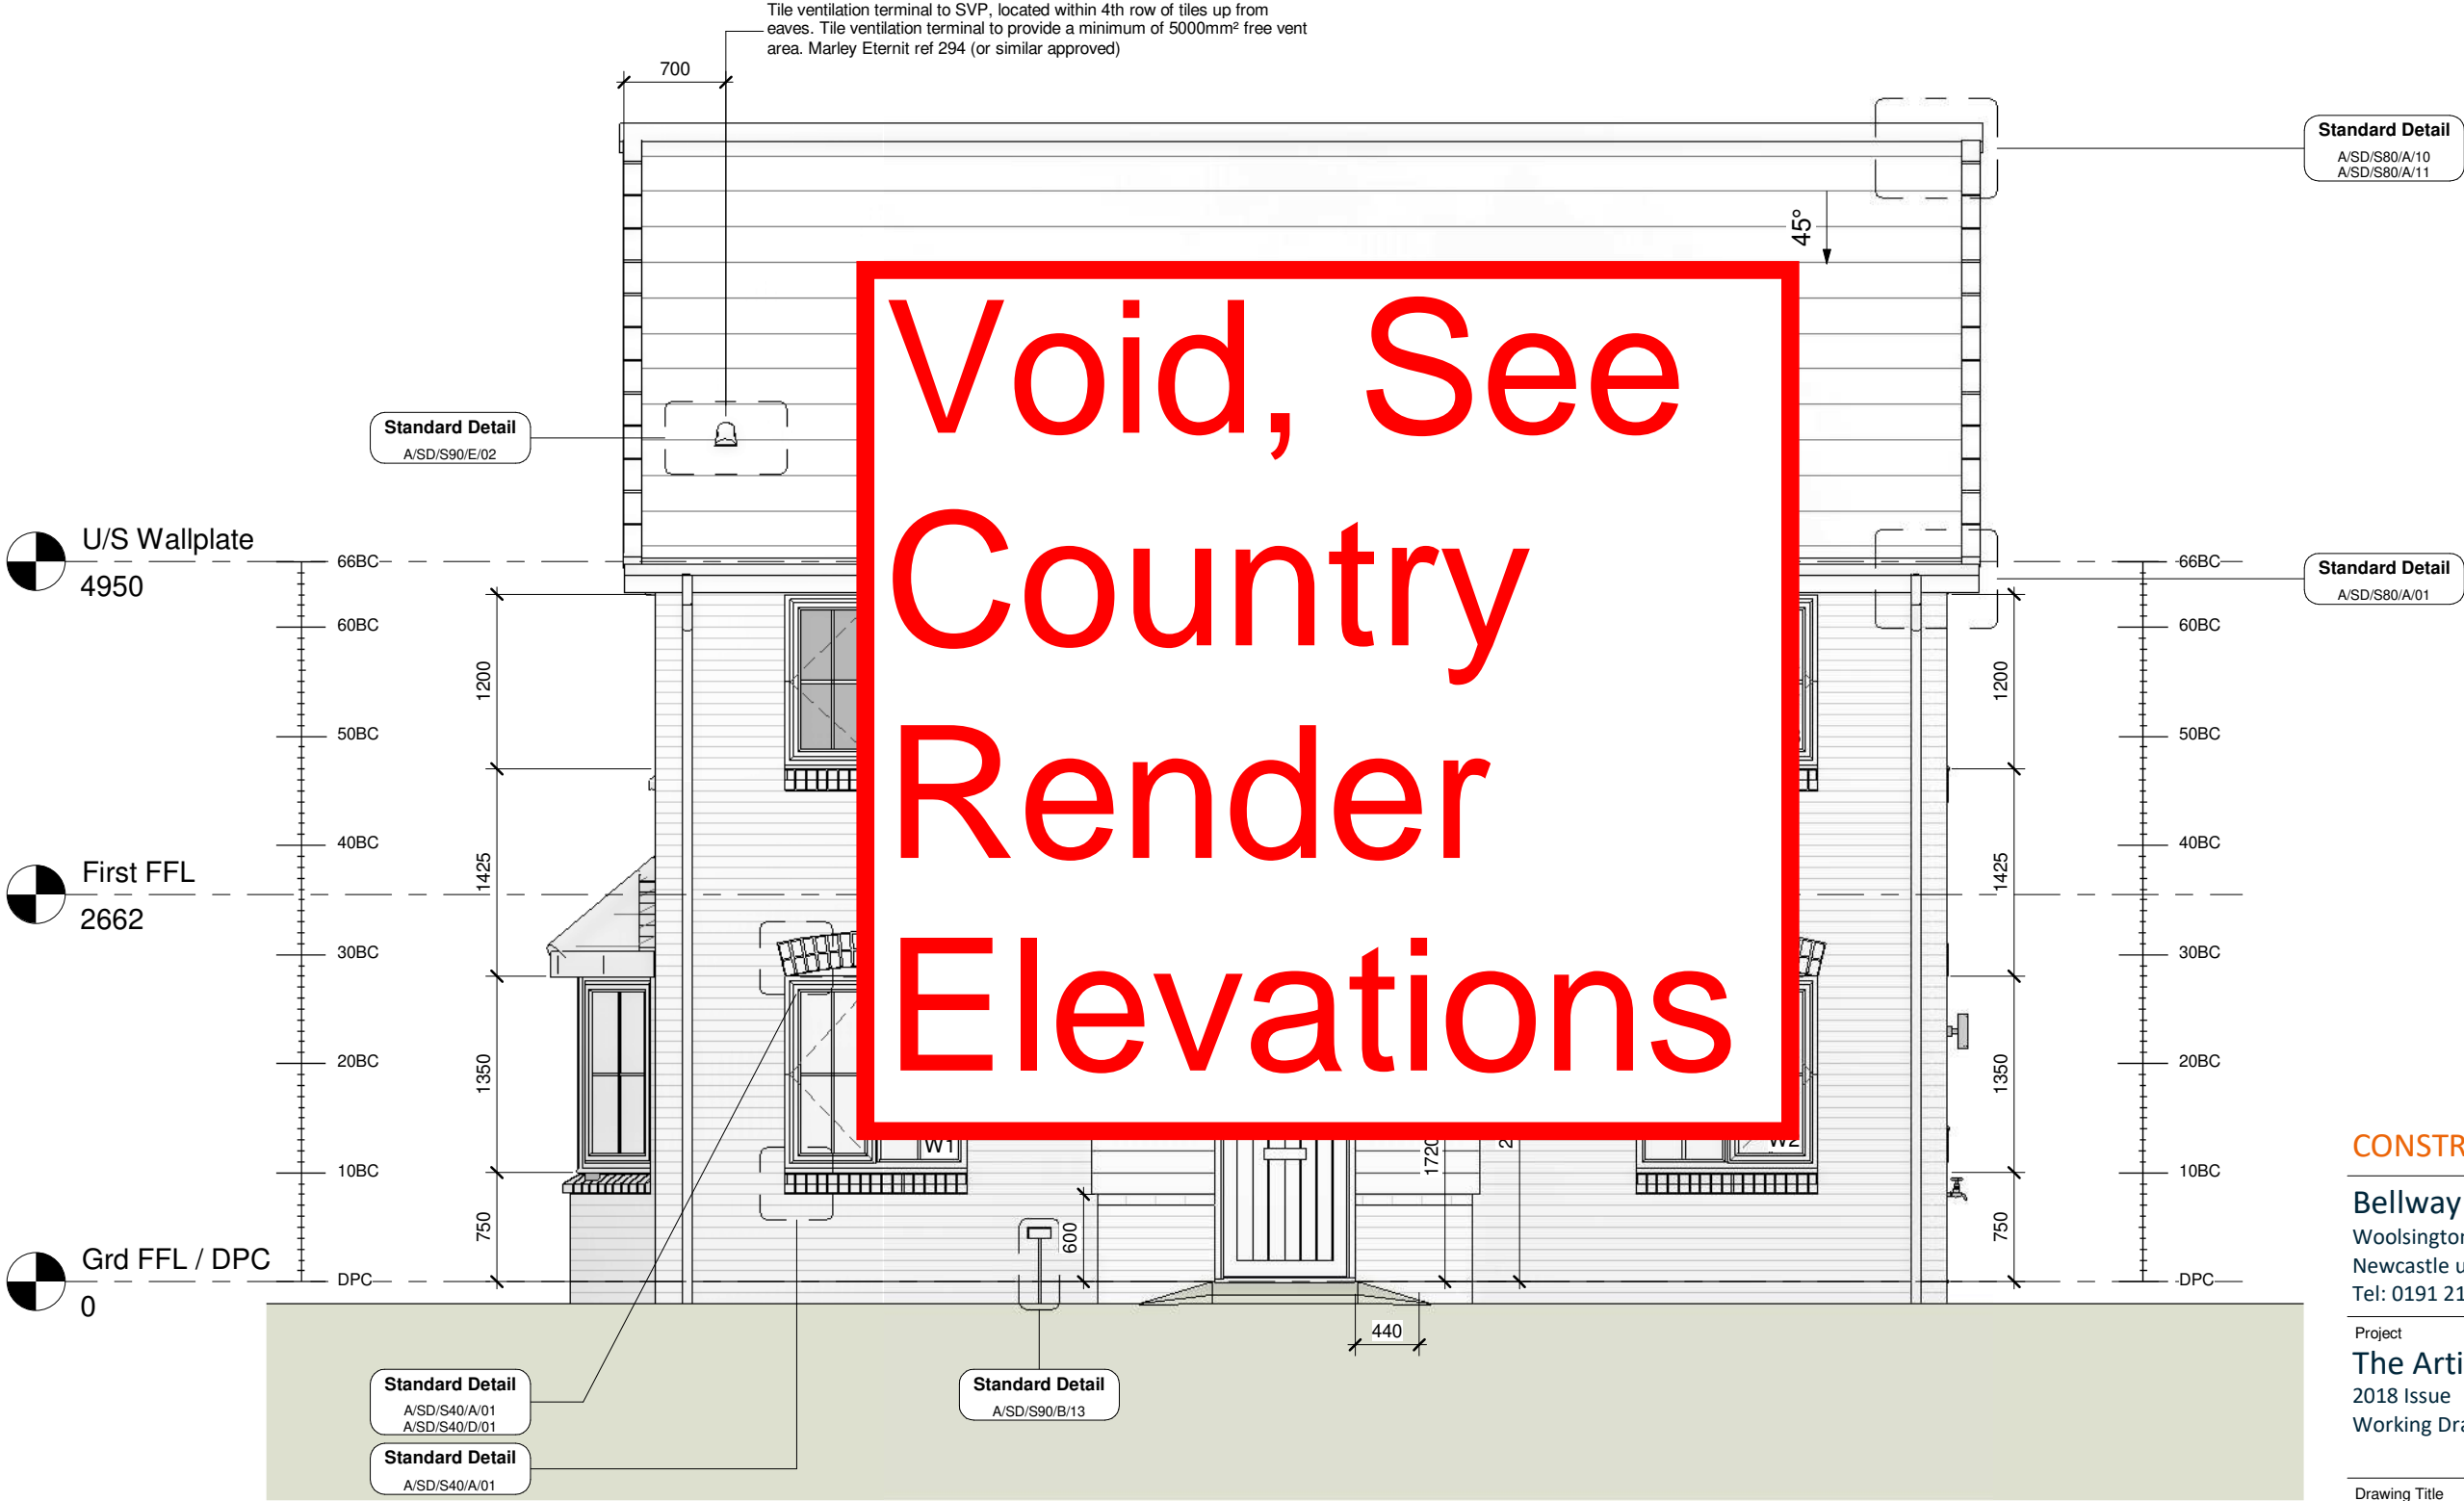 Tile ventilation terminal to SVP, located within 4th row of tiles up from
eaves. Tile ventilation terminal to provide a minimum of 5000mm² free vent
area. Marley Eternit ref 294 (or similar approved)
700
Standard Detail
A/SD/S80/A/10
A/SD/S80/A/11
45°
Void, See
Country
Render
Elevations
Standard Detail
A/SD/S90/E/02
U/S Wallplate
4950
66BC
60BC
50BC
40BC
30BC
20BC
10BC
DPC
1200
1425
1350
750
First FFL
2662
Grd FFL / DPC
0
66BC
60BC
50BC
40BC
30BC
20BC
10BC
DPC
1200
1425
1350
750
Standard Detail
A/SD/S80/A/01
W1
W2
1720
2
600
440
Standard Detail
A/SD/S40/A/01
A/SD/S40/D/01
Standard Detail
A/SD/S40/A/01
Standard Detail
A/SD/S90/B/13
CONSTR
Bellway
Woolsington
Newcastle u
Tel: 0191 21
Project
The Arti
2018 Issue
Working Dra
Drawing Title